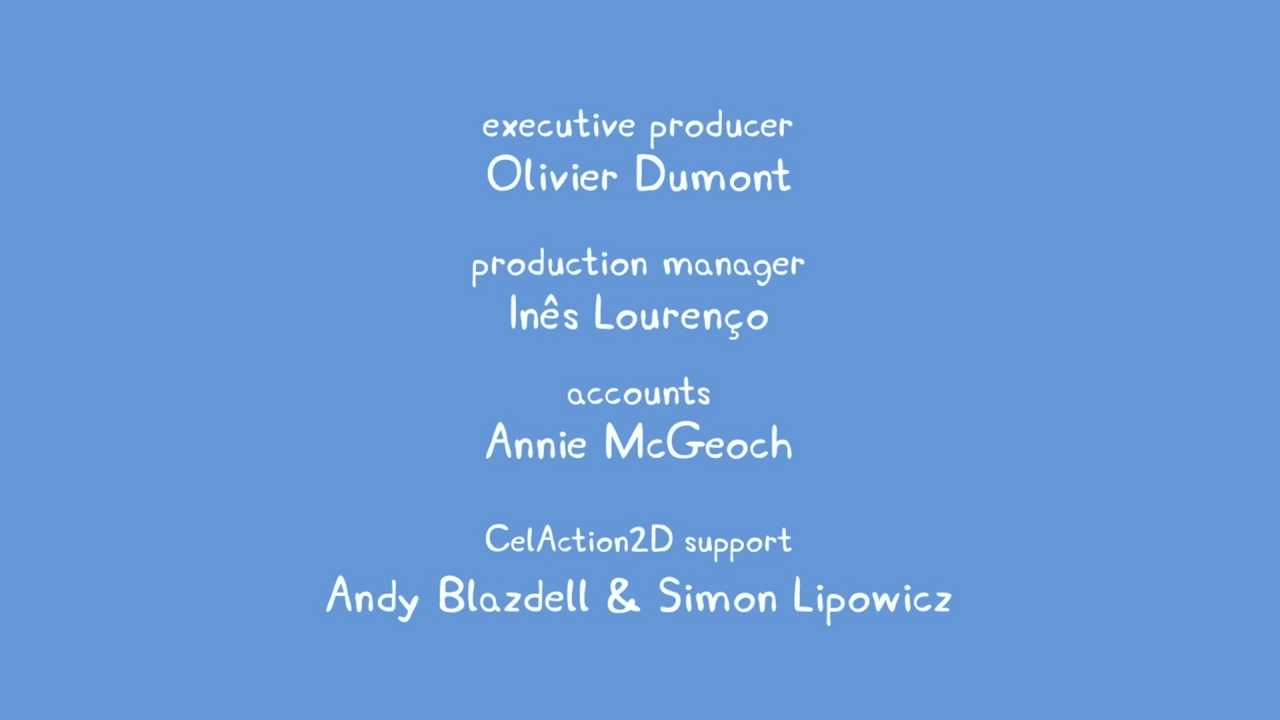 executive producer
Olivier Dumont
production manager
Inês Lourenço
accounts
Annie McGeoch
CelAction2D support
Andy Blazdell & Simon Lipowicz